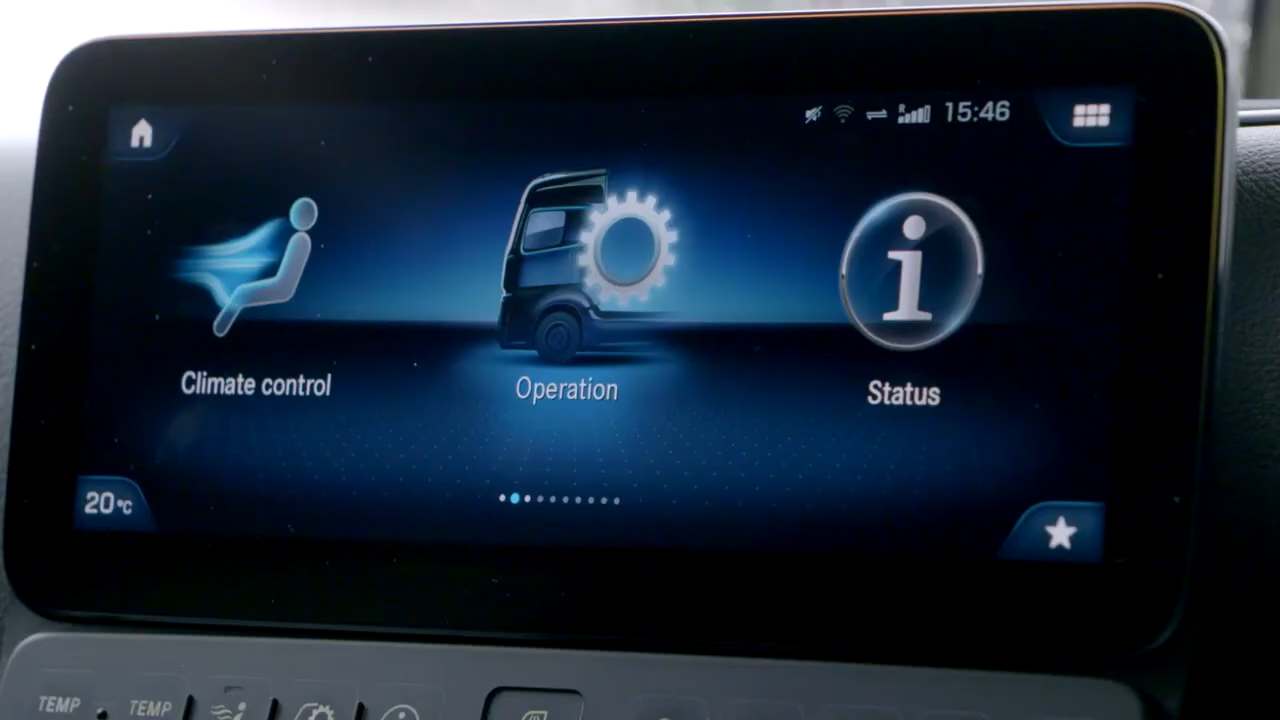 R 15:46
Climate control
Operation
Status
20°C
TEMP TEMP